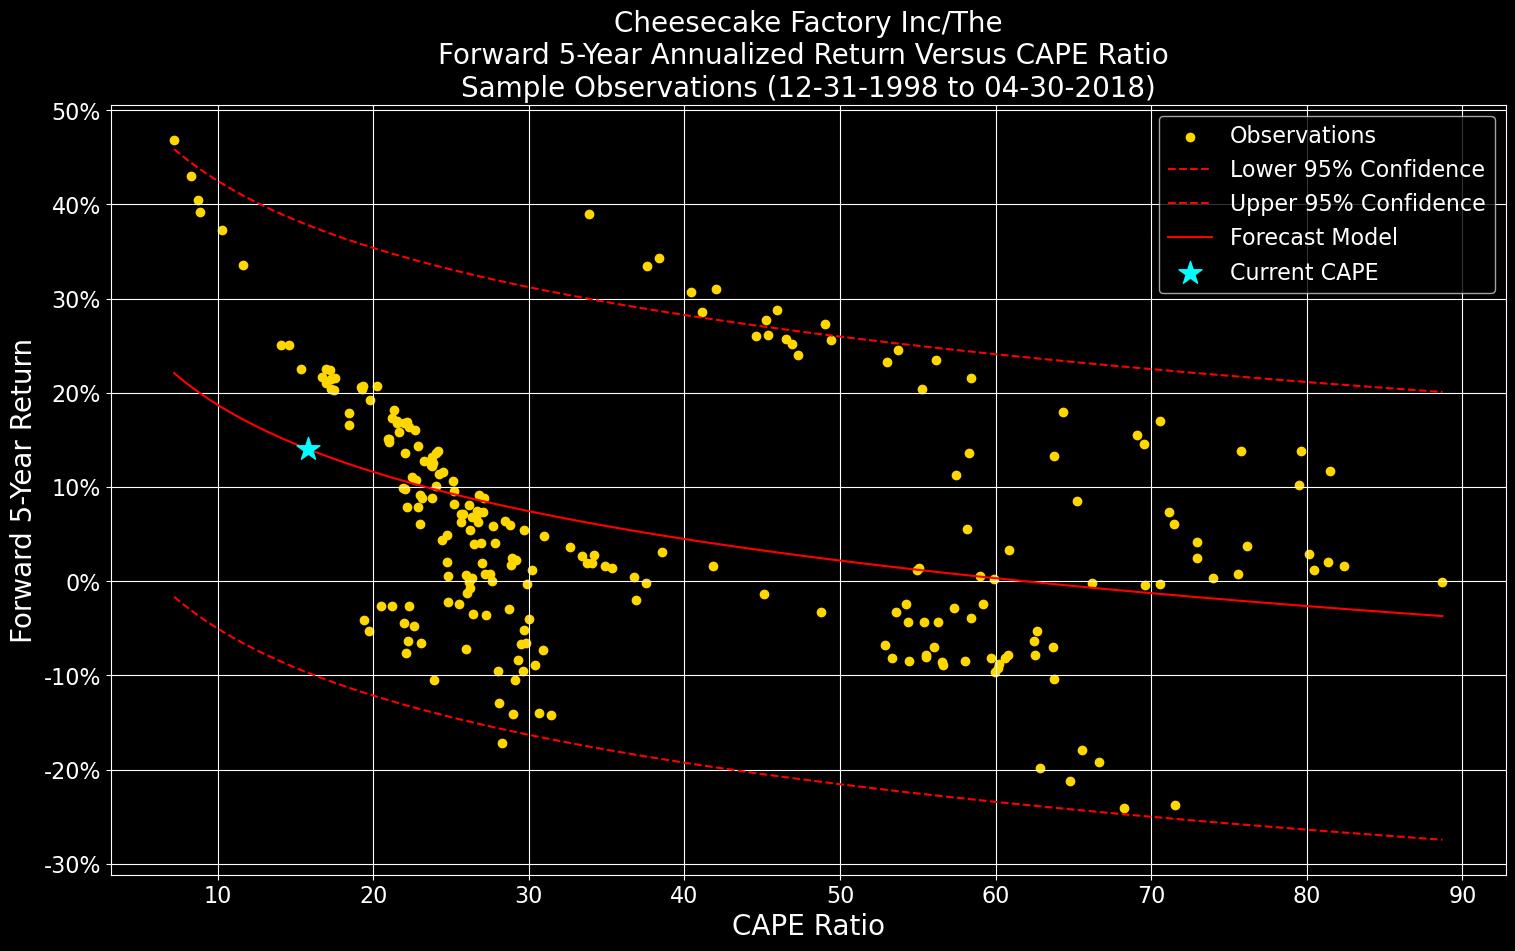 Cheesecake Factory Inc/The
Forward 5-Year Annualized Return Versus CAPE Ratio
Sample Observations (12-31-1998 to 04-30-2018)
Observations
Lower 95% Confidence
Upper 95% Confidence
Forecast Model
Current CAPE
Forward 5-Year Return
50%
40%
30%
20%
10%
0%
-10%
-20%
-30%
10 20 30 40 50 60 70 80 90
CAPE Ratio